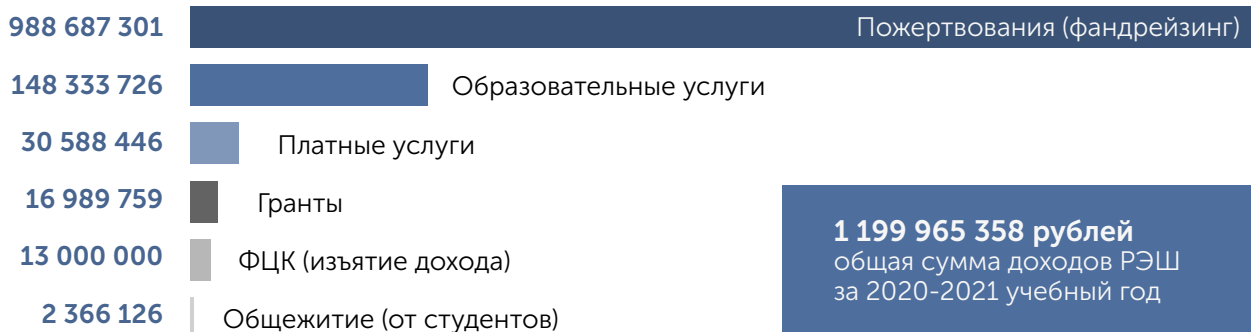 988 687 301 Пожертвования (фандрейзинг)
148 333 726 Образовательные услуги
30 588 446 Платные услуги
16 989 759 Гранты
13 000 000 ФЦК (изъятие дохода)
2 366 126 Общежитие (от студентов)
1 199 965 358 рублей
общая сумма доходов РЭШ
за 2020-2021 учебный год